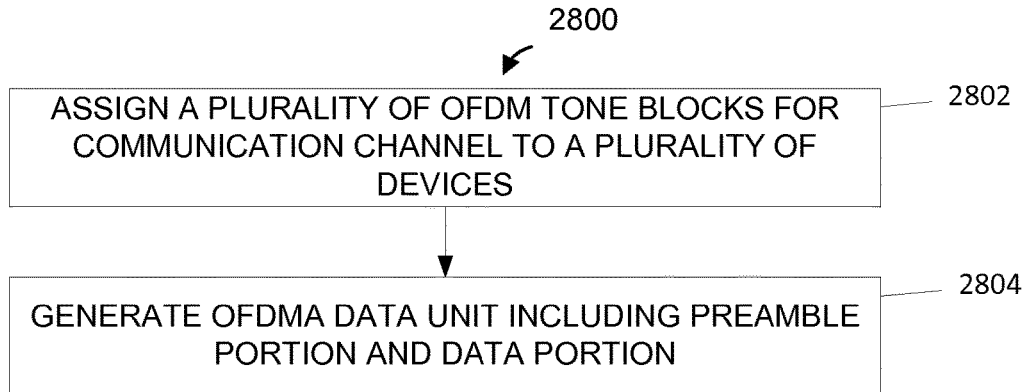 2800
ASSIGN A PLURALITY OF OFDM TONE BLOCKS FOR
COMMUNICATION CHANNEL TO A PLURALITY OF
DEVICES
2802
GENERATE OFDMA DATA UNIT INCLUDING PREAMBLE
PORTION AND DATA PORTION
2804